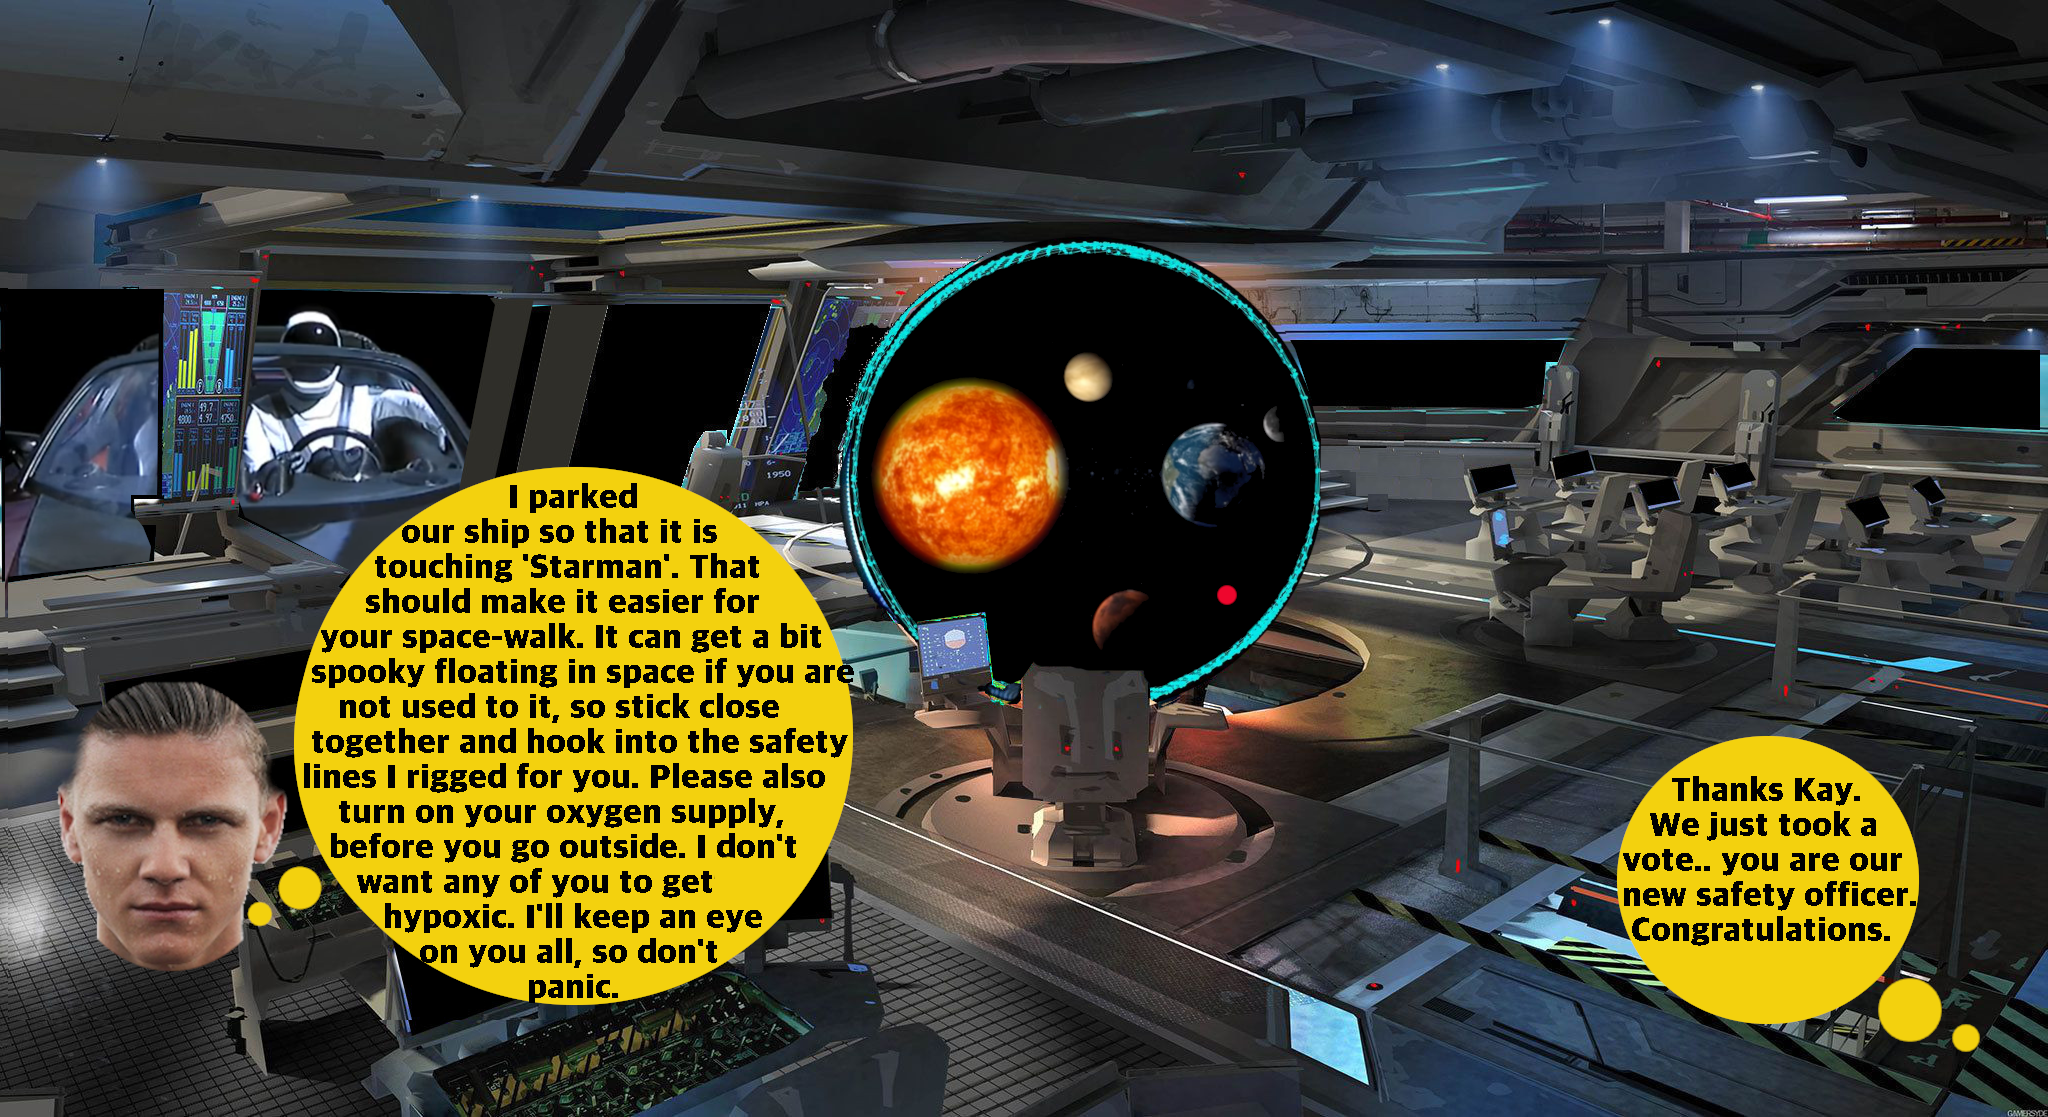 I parked
our ship so that it is
touching 'Starman'. That
should make it easier for
your space-walk. It can get a bit
spooky floating in space if you are
not used to it, so stick close
together and hook into the safety
lines I rigged for you. Please also
turn on your oxygen supply,
before you go outside. I don't
want any of you to get
hypoxic. I'll keep an eye
on you all, so don't
panic.
Thanks Kay.
We just took a
vote.. you are our
new safety officer.
Congratulations.
1950
GAMERSYDE